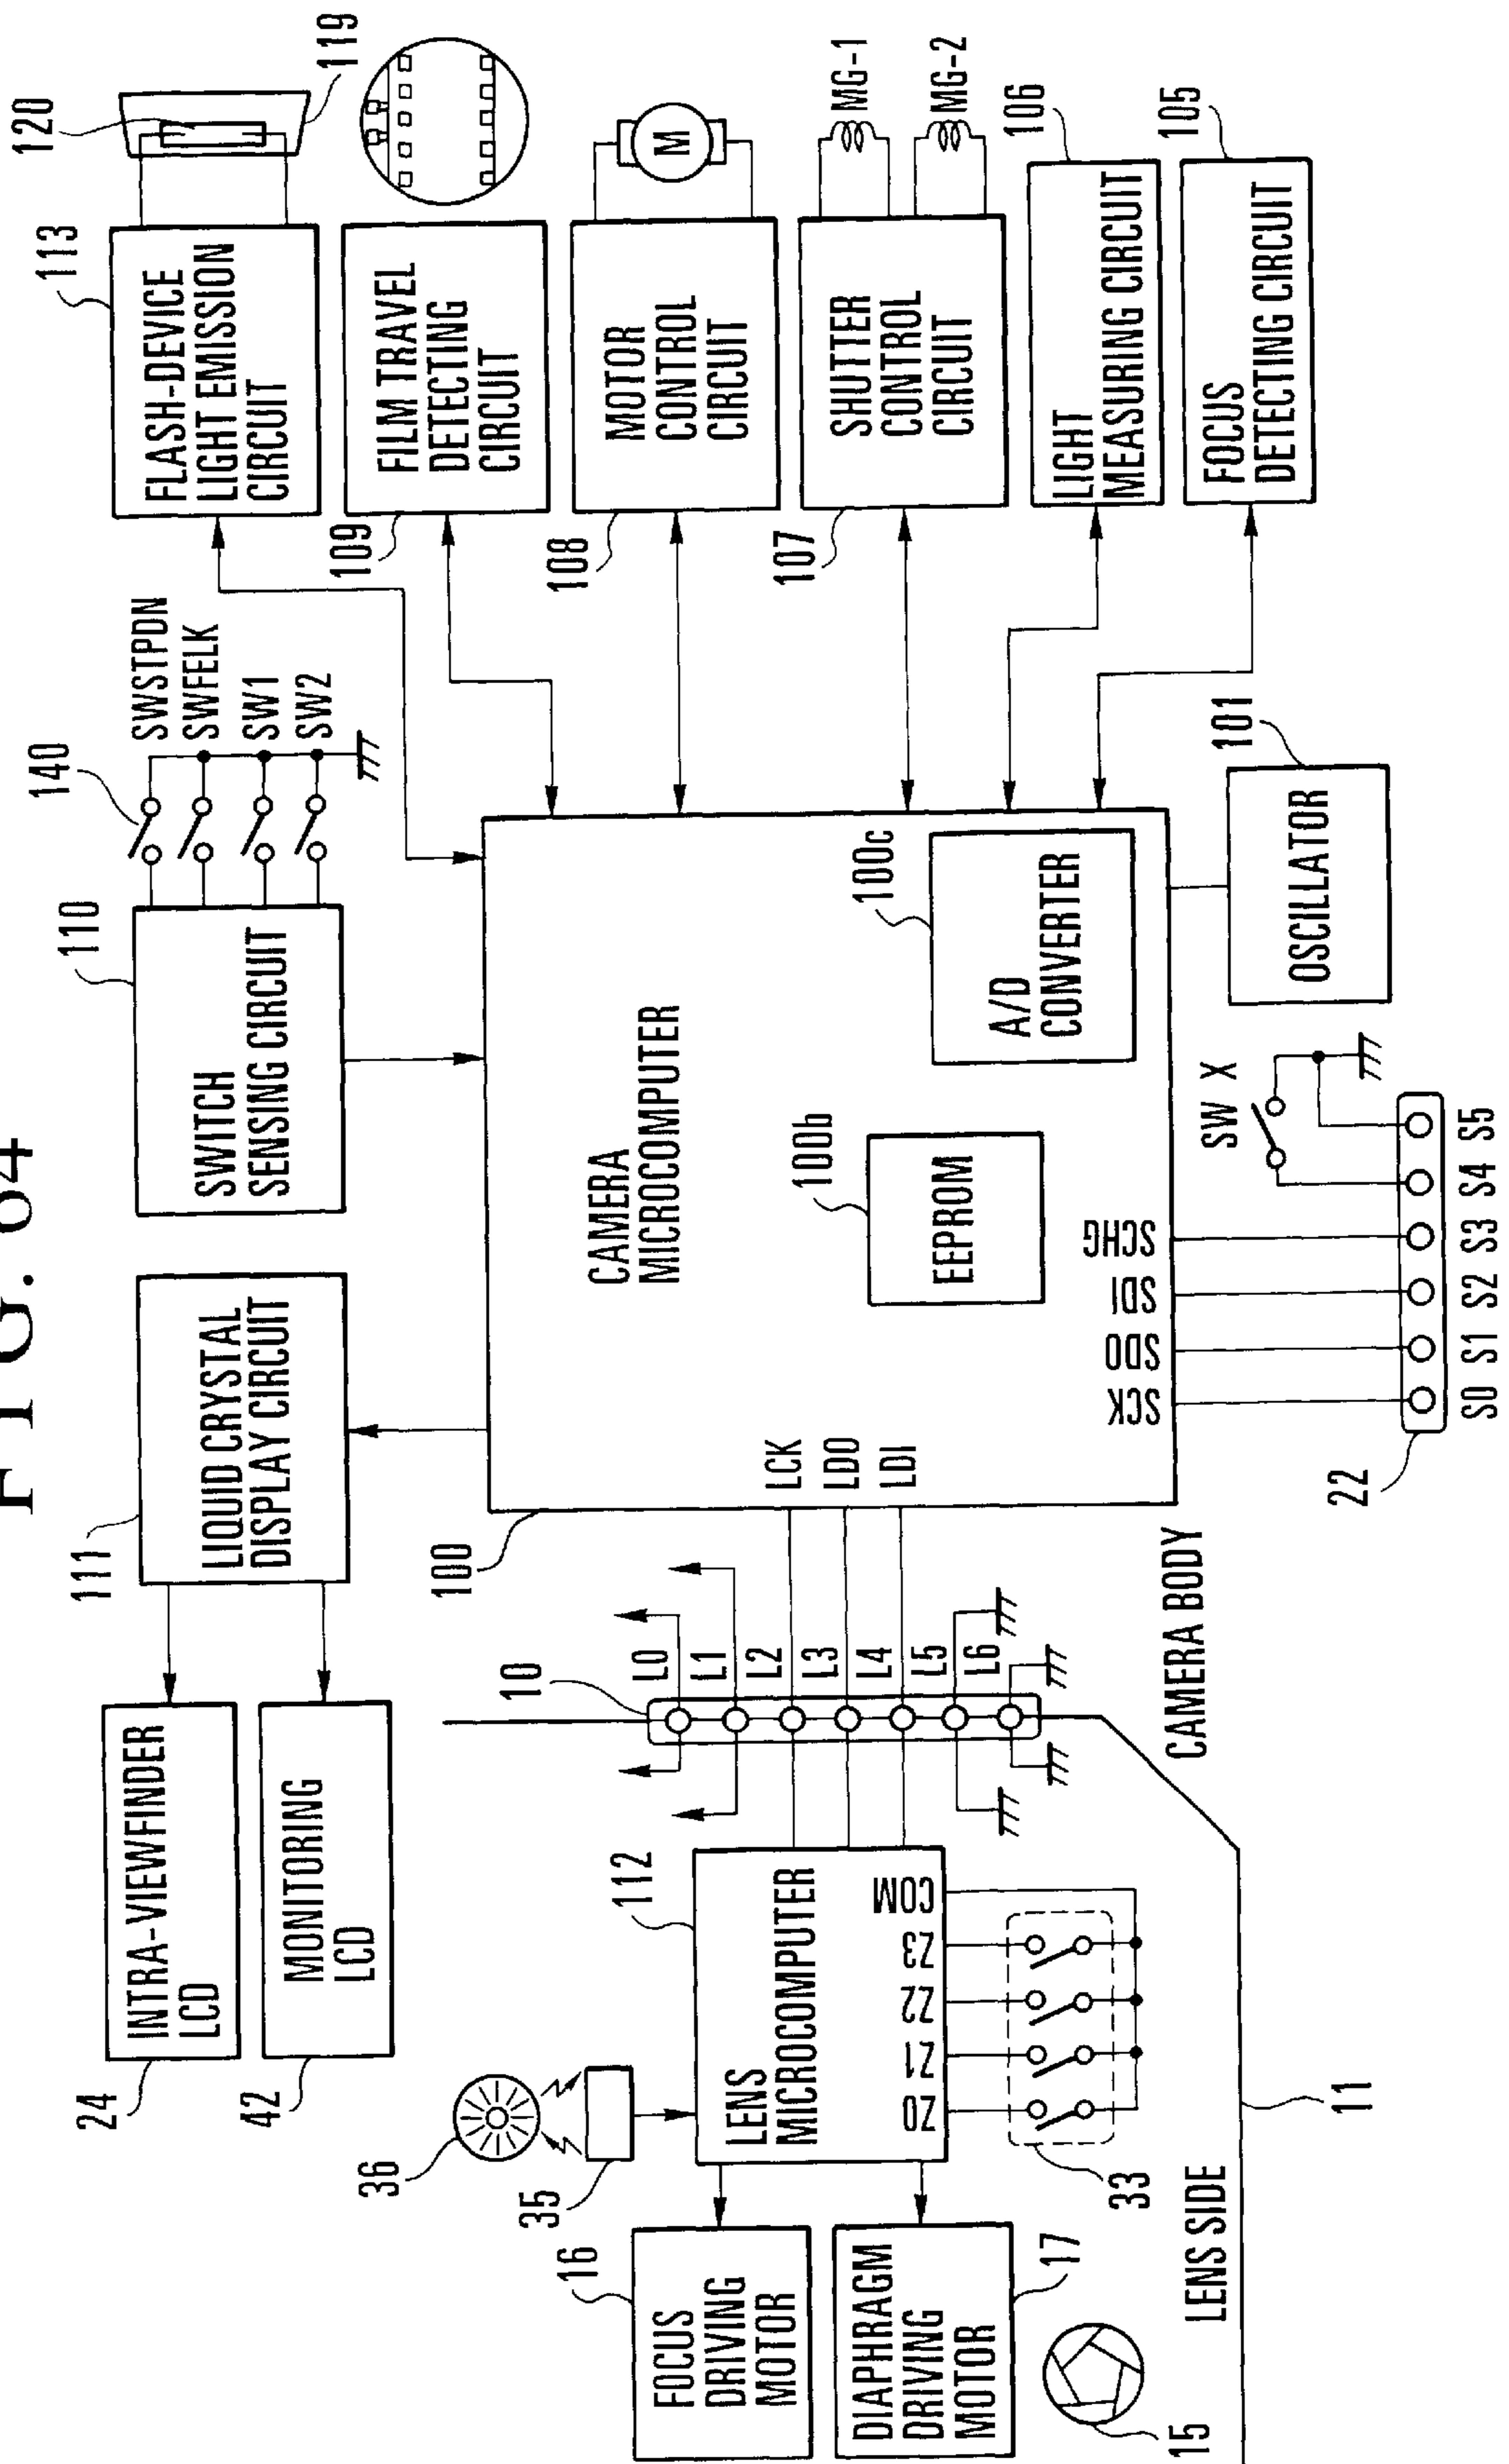 FIG. 64
24
INTRA-VIEWFINDER
LCD
42
MONITORING
LCD
111
LIQUID CRYSTAL
DISPLAY CIRCUIT
110
SWITCH
SENSING CIRCUIT
140
SWSTPDN
SWFELK
SW1
SW2
113
FLASH-DEVICE
LIGHT EMISSION
CIRCUIT
120
119
109
FILM TRAVEL
DETECTING
CIRCUIT
108
MOTOR
CONTROL
CIRCUIT
M
107
SHUTTER
CONTROL
CIRCUIT
MG-1
MG-2
106
LIGHT
MEASURING CIRCUIT
105
FOCUS
DETECTING CIRCUIT
100
CAMERA
MICROCOMPUTER
100b
EEPROM
100c
A/D
CONVERTER
LCK
LDO
LDI
SCK
SDO
SDI
SCHG
101
OSCILLATOR
SW X
22
S0
S1
S2
S3
S4
S5
10
L0
L1
L2
L3
L4
L5
L6
CAMERA BODY
36
35
112
LENS
MICROCOMPUTER
Z0
Z1
Z2
Z3
COM
33
16
FOCUS
DRIVING
MOTOR
17
DIAPHRAGM
DRIVING
MOTOR
15
LENS SIDE
11